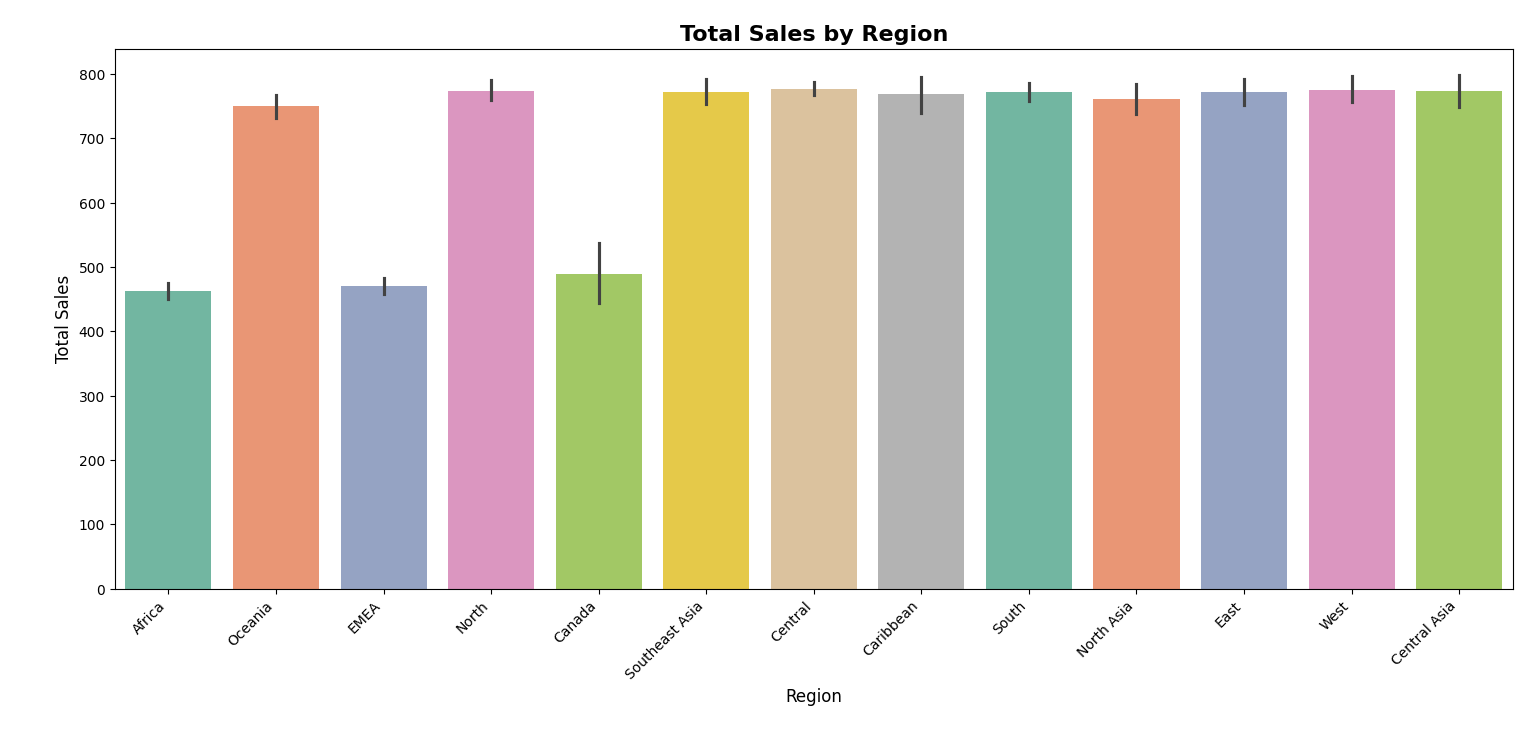 Total Sales by Region
Total Sales
800
700
600
500
400
300
200
100
0
Africa
Oceania
EMEA
North
Canada
Southeast Asia
Central
Caribbean
South
North Asia
East
West
Central Asia
Region